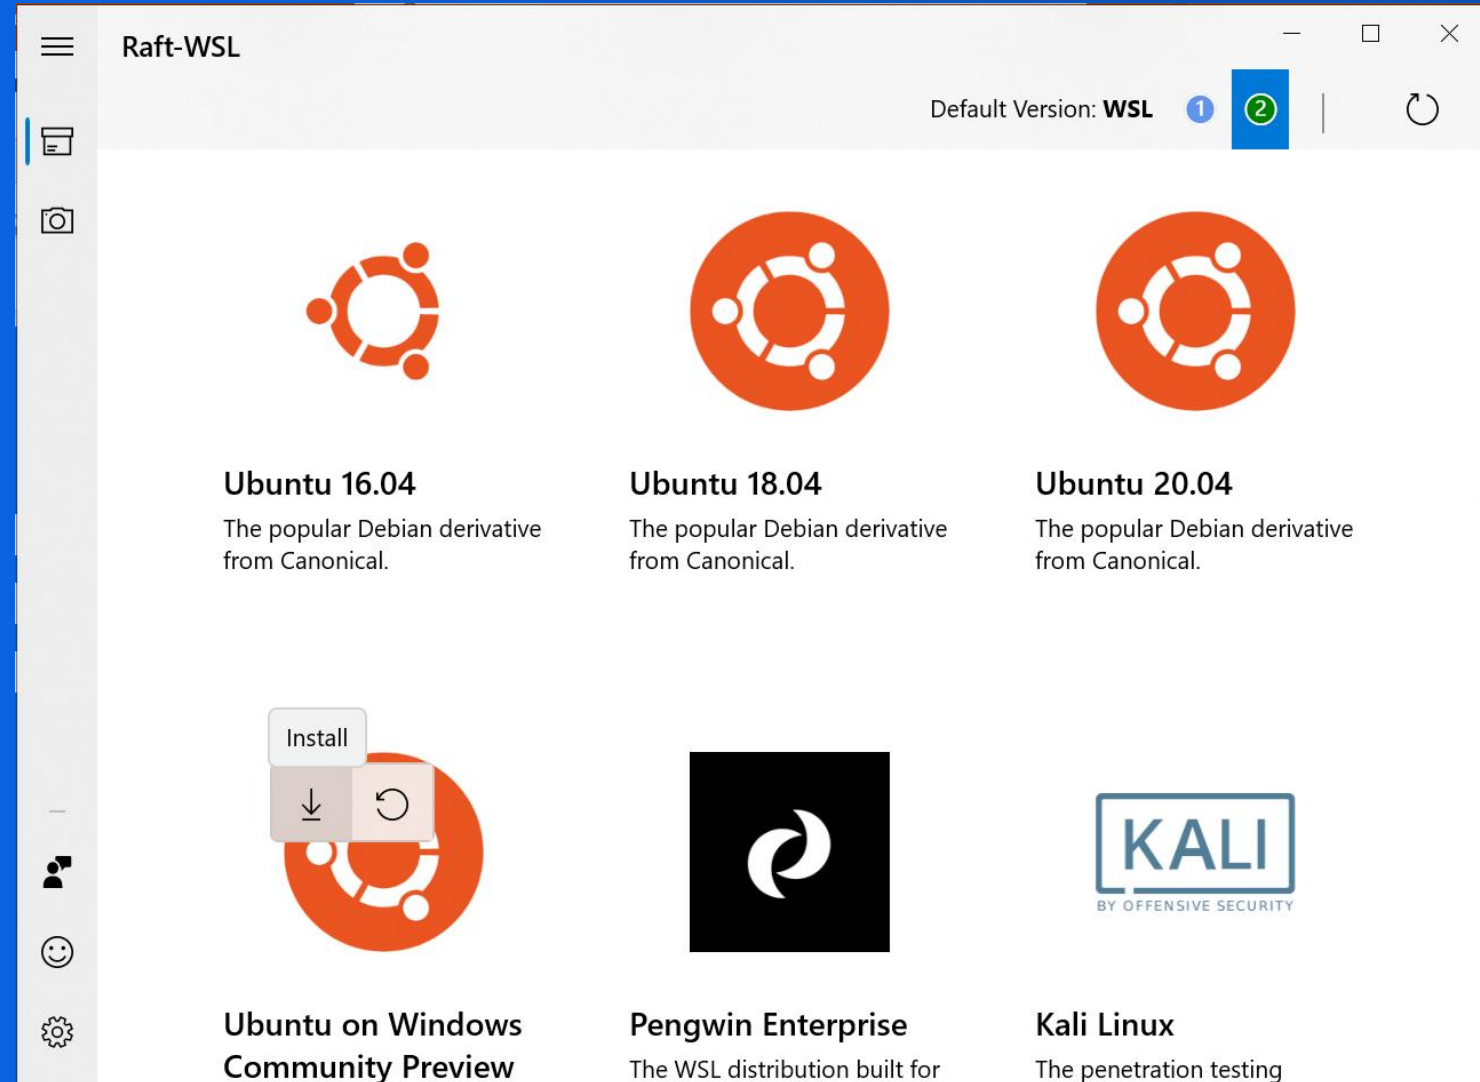 Raft-WSL
Default Version: WSL 1 2
Ubuntu 16.04
The popular Debian derivative
from Canonical.
Ubuntu 18.04
The popular Debian derivative
from Canonical.
Ubuntu 20.04
The popular Debian derivative
from Canonical.
Install
KALI
BY OFFENSIVE SECURITY
Ubuntu on Windows
Community Preview
Pengwin Enterprise
The WSL distribution built for
Kali Linux
The penetration testing